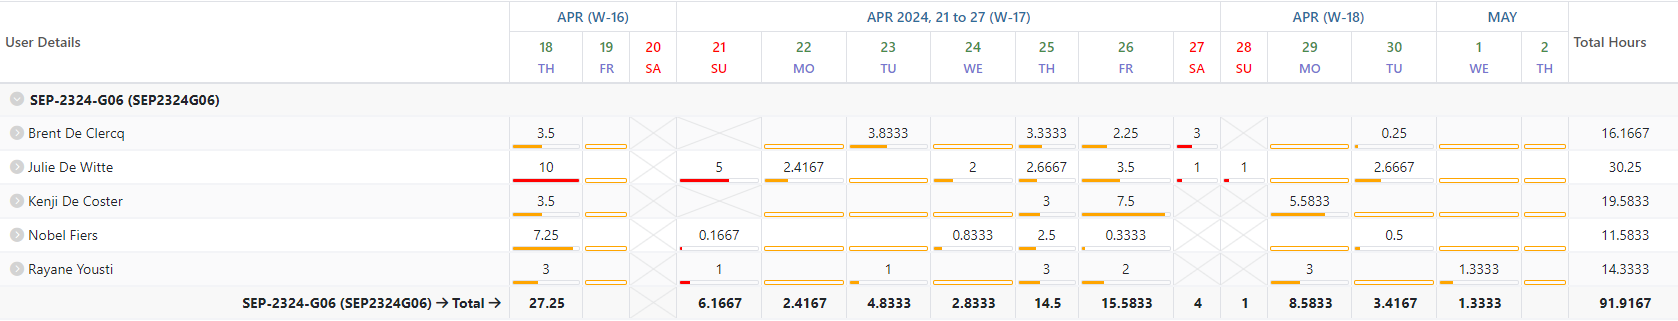 User Details APR (W-16) APR 2024, 21 to 27 (W-17) APR (W-18) MAY Total Hours
18 19 20 21 22 23 24 25 26 27 28 29 30 1 2
TH FR SA SU MO TU WE TH FR SA SU MO TU WE TH
SEP-2324-G06 (SEP2324G06)
Brent De Clercq 3.5 3.8333 3.3333 2.25 3 0.25 16.1667
Julie De Witte 10 5 2.4167 2 2.6667 3.5 1 1 2.6667 30.25
Kenji De Coster 3.5 3 7.5 5.5833 19.5833
Nobel Fiers 7.25 0.1667 0.8333 2.5 0.3333 0.5 11.5833
Rayane Yousti 3 1 1 3 2 3 1.3333 14.3333
SEP-2324-G06 (SEP2324G06) → Total → 27.25 6.1667 2.4167 4.8333 2.8333 14.5 15.5833 4 1 8.5833 3.4167 1.3333 91.9167